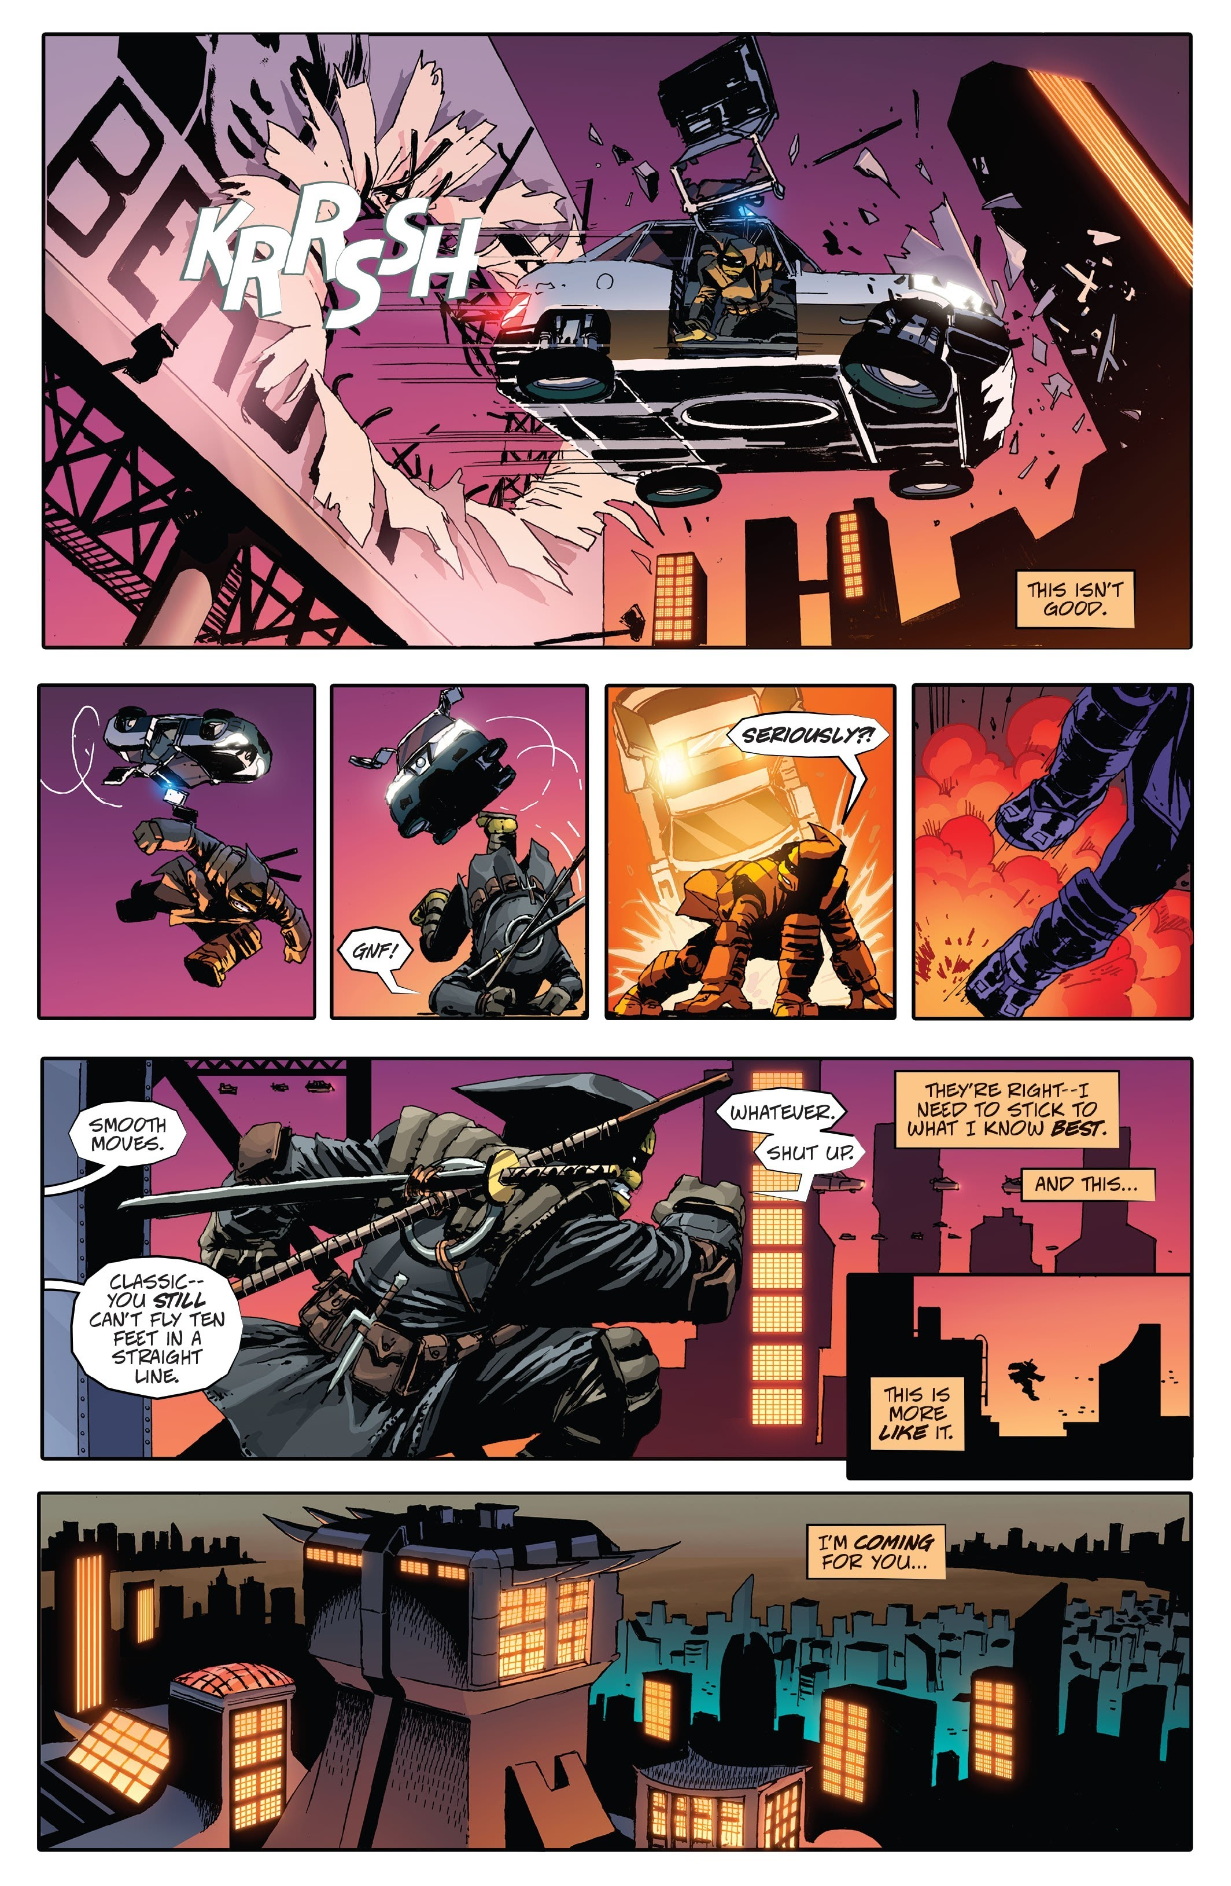 KRRSSH
THIS ISN'T
GOOD.
GNF!
SERIOUSLY?!
SMOOTH
MOVES.
CLASSIC--
YOU STILL
CAN'T FLY TEN
FEET IN A
STRAIGHT
LINE.
WHATEVER.
SHUT UP.
THEY'RE RIGHT--I
NEED TO STICK TO
WHAT I KNOW BEST.
AND THIS...
THIS IS
MORE
LIKE IT.
I'M COMING
FOR YOU...